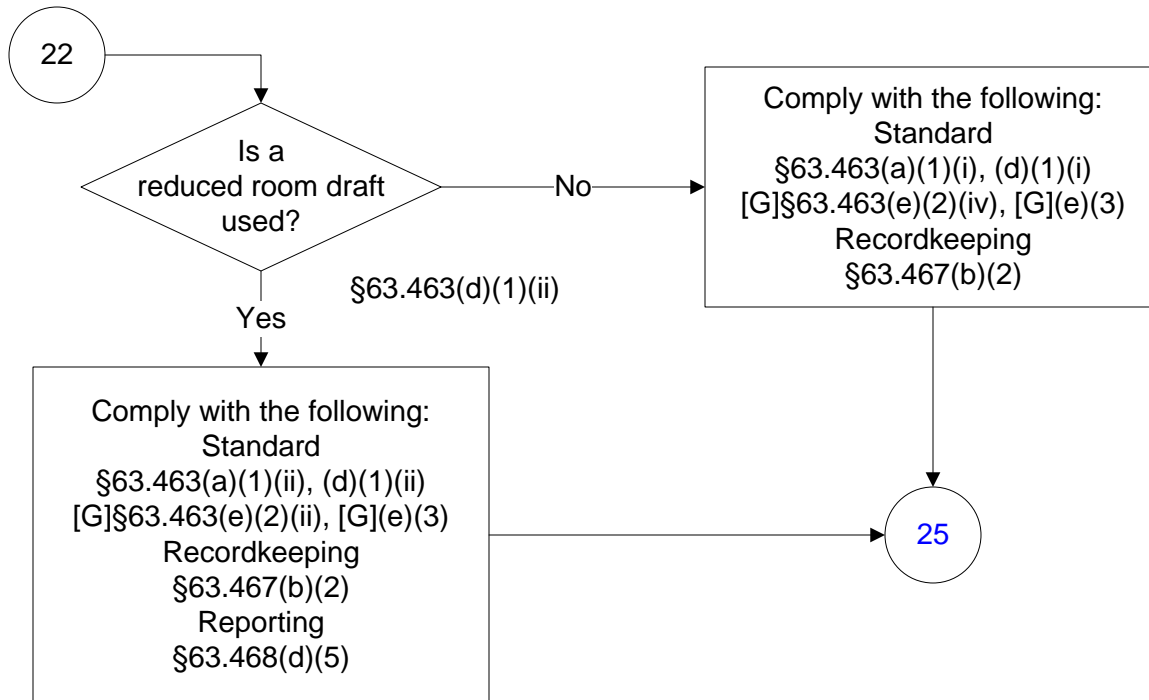 22
Is a
reduced room draft
used?
No
Comply with the following:
Standard
§63.463(a)(1)(i), (d)(1)(i)
[G]§63.463(e)(2)(iv), [G](e)(3)
Recordkeeping
§63.467(b)(2)
§63.463(d)(1)(ii)
Yes
Comply with the following:
Standard
§63.463(a)(1)(ii), (d)(1)(ii)
[G]§63.463(e)(2)(ii), [G](e)(3)
Recordkeeping
§63.467(b)(2)
Reporting
§63.468(d)(5)
25